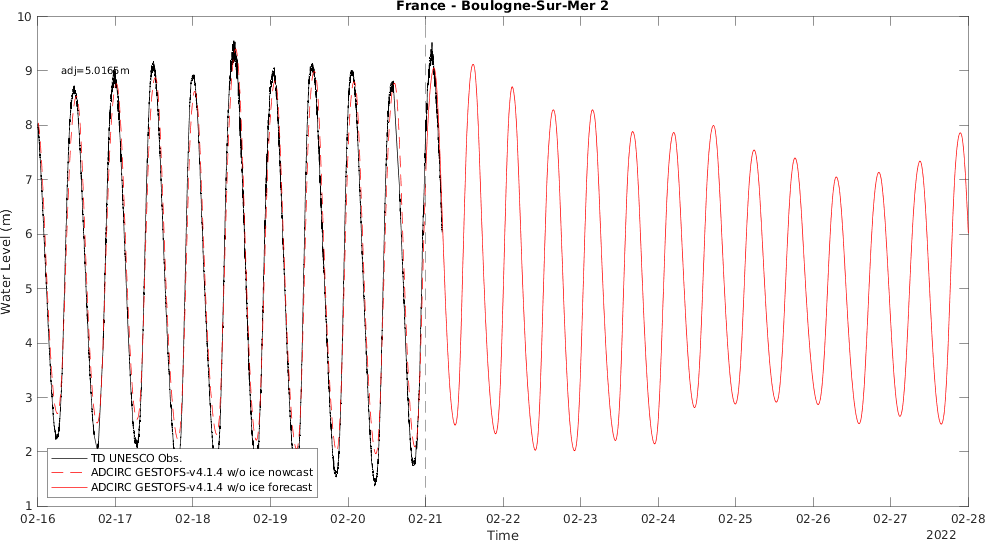 France - Boulogne-Sur-Mer 2
10
9
8
7
6
5
4
3
2
1
Water Level (m)
adj=5.0165m
TD UNESCO Obs.
ADCIRC GESTOFS-v4.1.4 w/o ice nowcast
ADCIRC GESTOFS-v4.1.4 w/o ice forecast
02-16 02-17 02-18 02-19 02-20 02-21 02-22 02-23 02-24 02-25 02-26 02-27 02-28
Time
2022